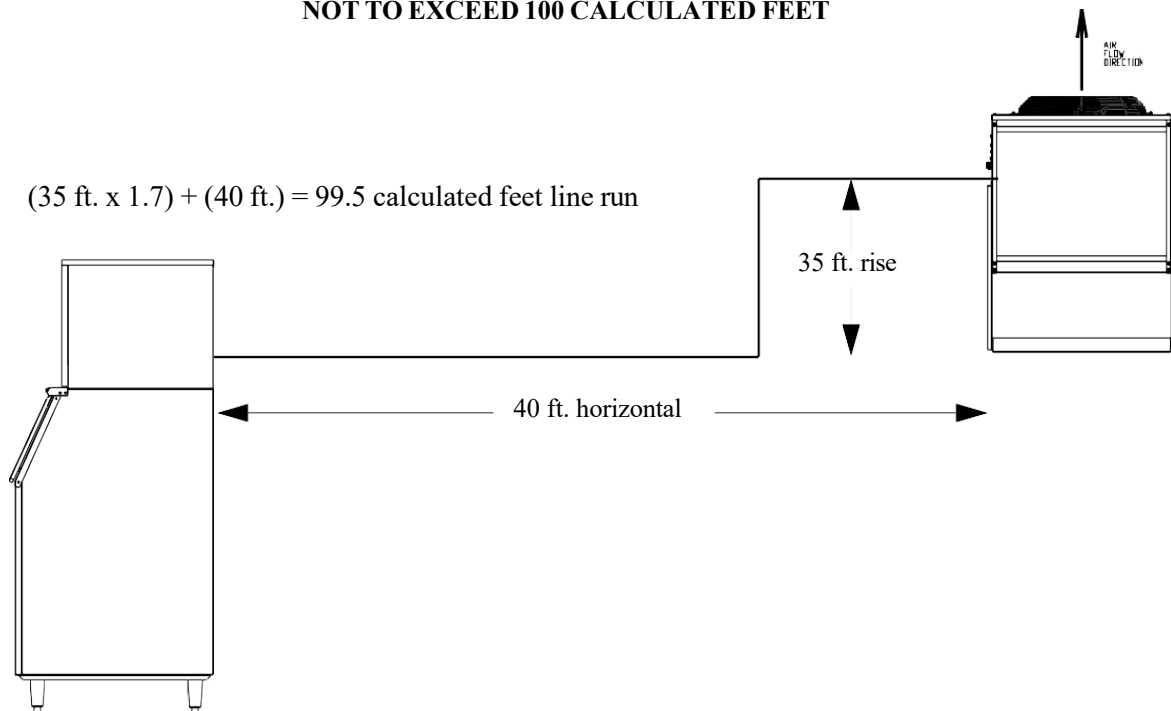 NOT TO EXCEED 100 CALCULATED FEET
AIR
FLOW
DIRECTION
(35 ft. x 1.7) + (40 ft.) = 99.5 calculated feet line run
35 ft. rise
40 ft. horizontal